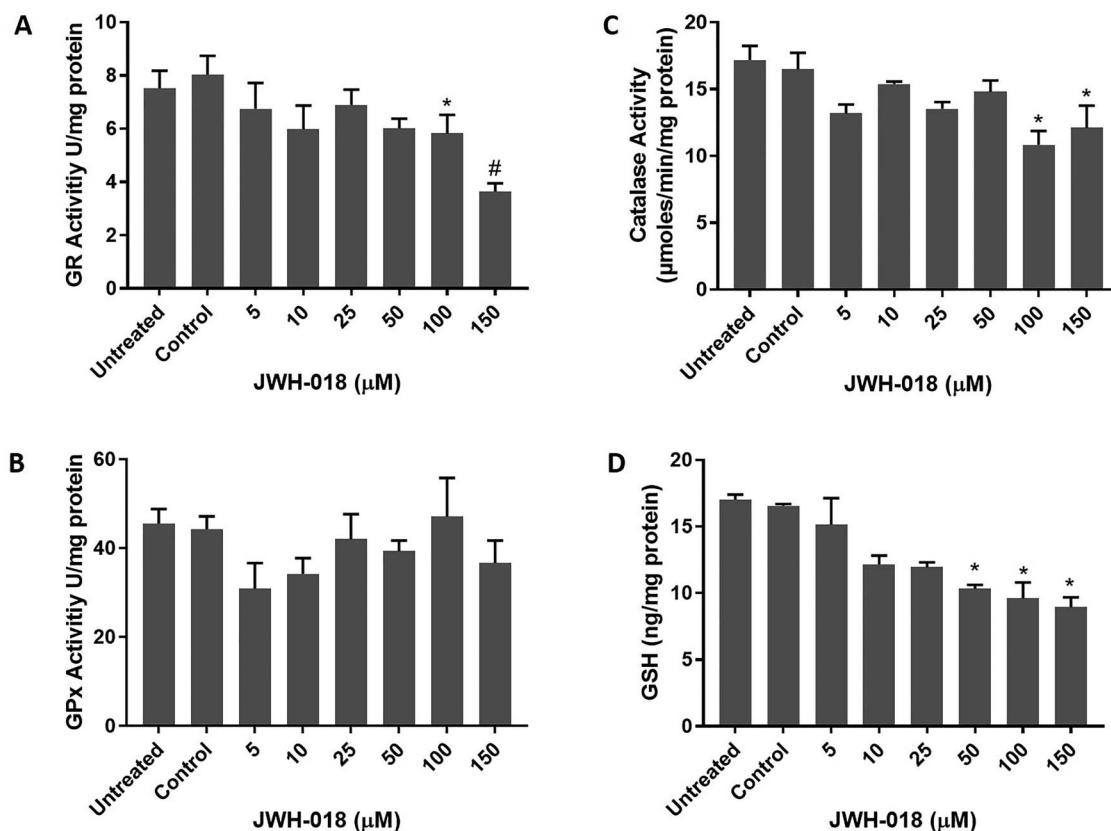 A
GR Activitiy U/mg protein
10
8
6
4
2
0
*
#
Untreated
Control
5
10
25
50
100
150
JWH-018 (μM)
C
Catalase Activity
(μmoles/min/mg protein)
20
15
10
5
0
*
*
Untreated
Control
5
10
25
50
100
150
JWH-018 (μM)
B
GPx Activitiy U/mg protein
60
40
20
0
Untreated
Control
5
10
25
50
100
150
JWH-018 (μM)
D
GSH (ng/mg protein)
20
15
10
5
0
*
*
*
Untreated
Control
5
10
25
50
100
150
JWH-018 (μM)